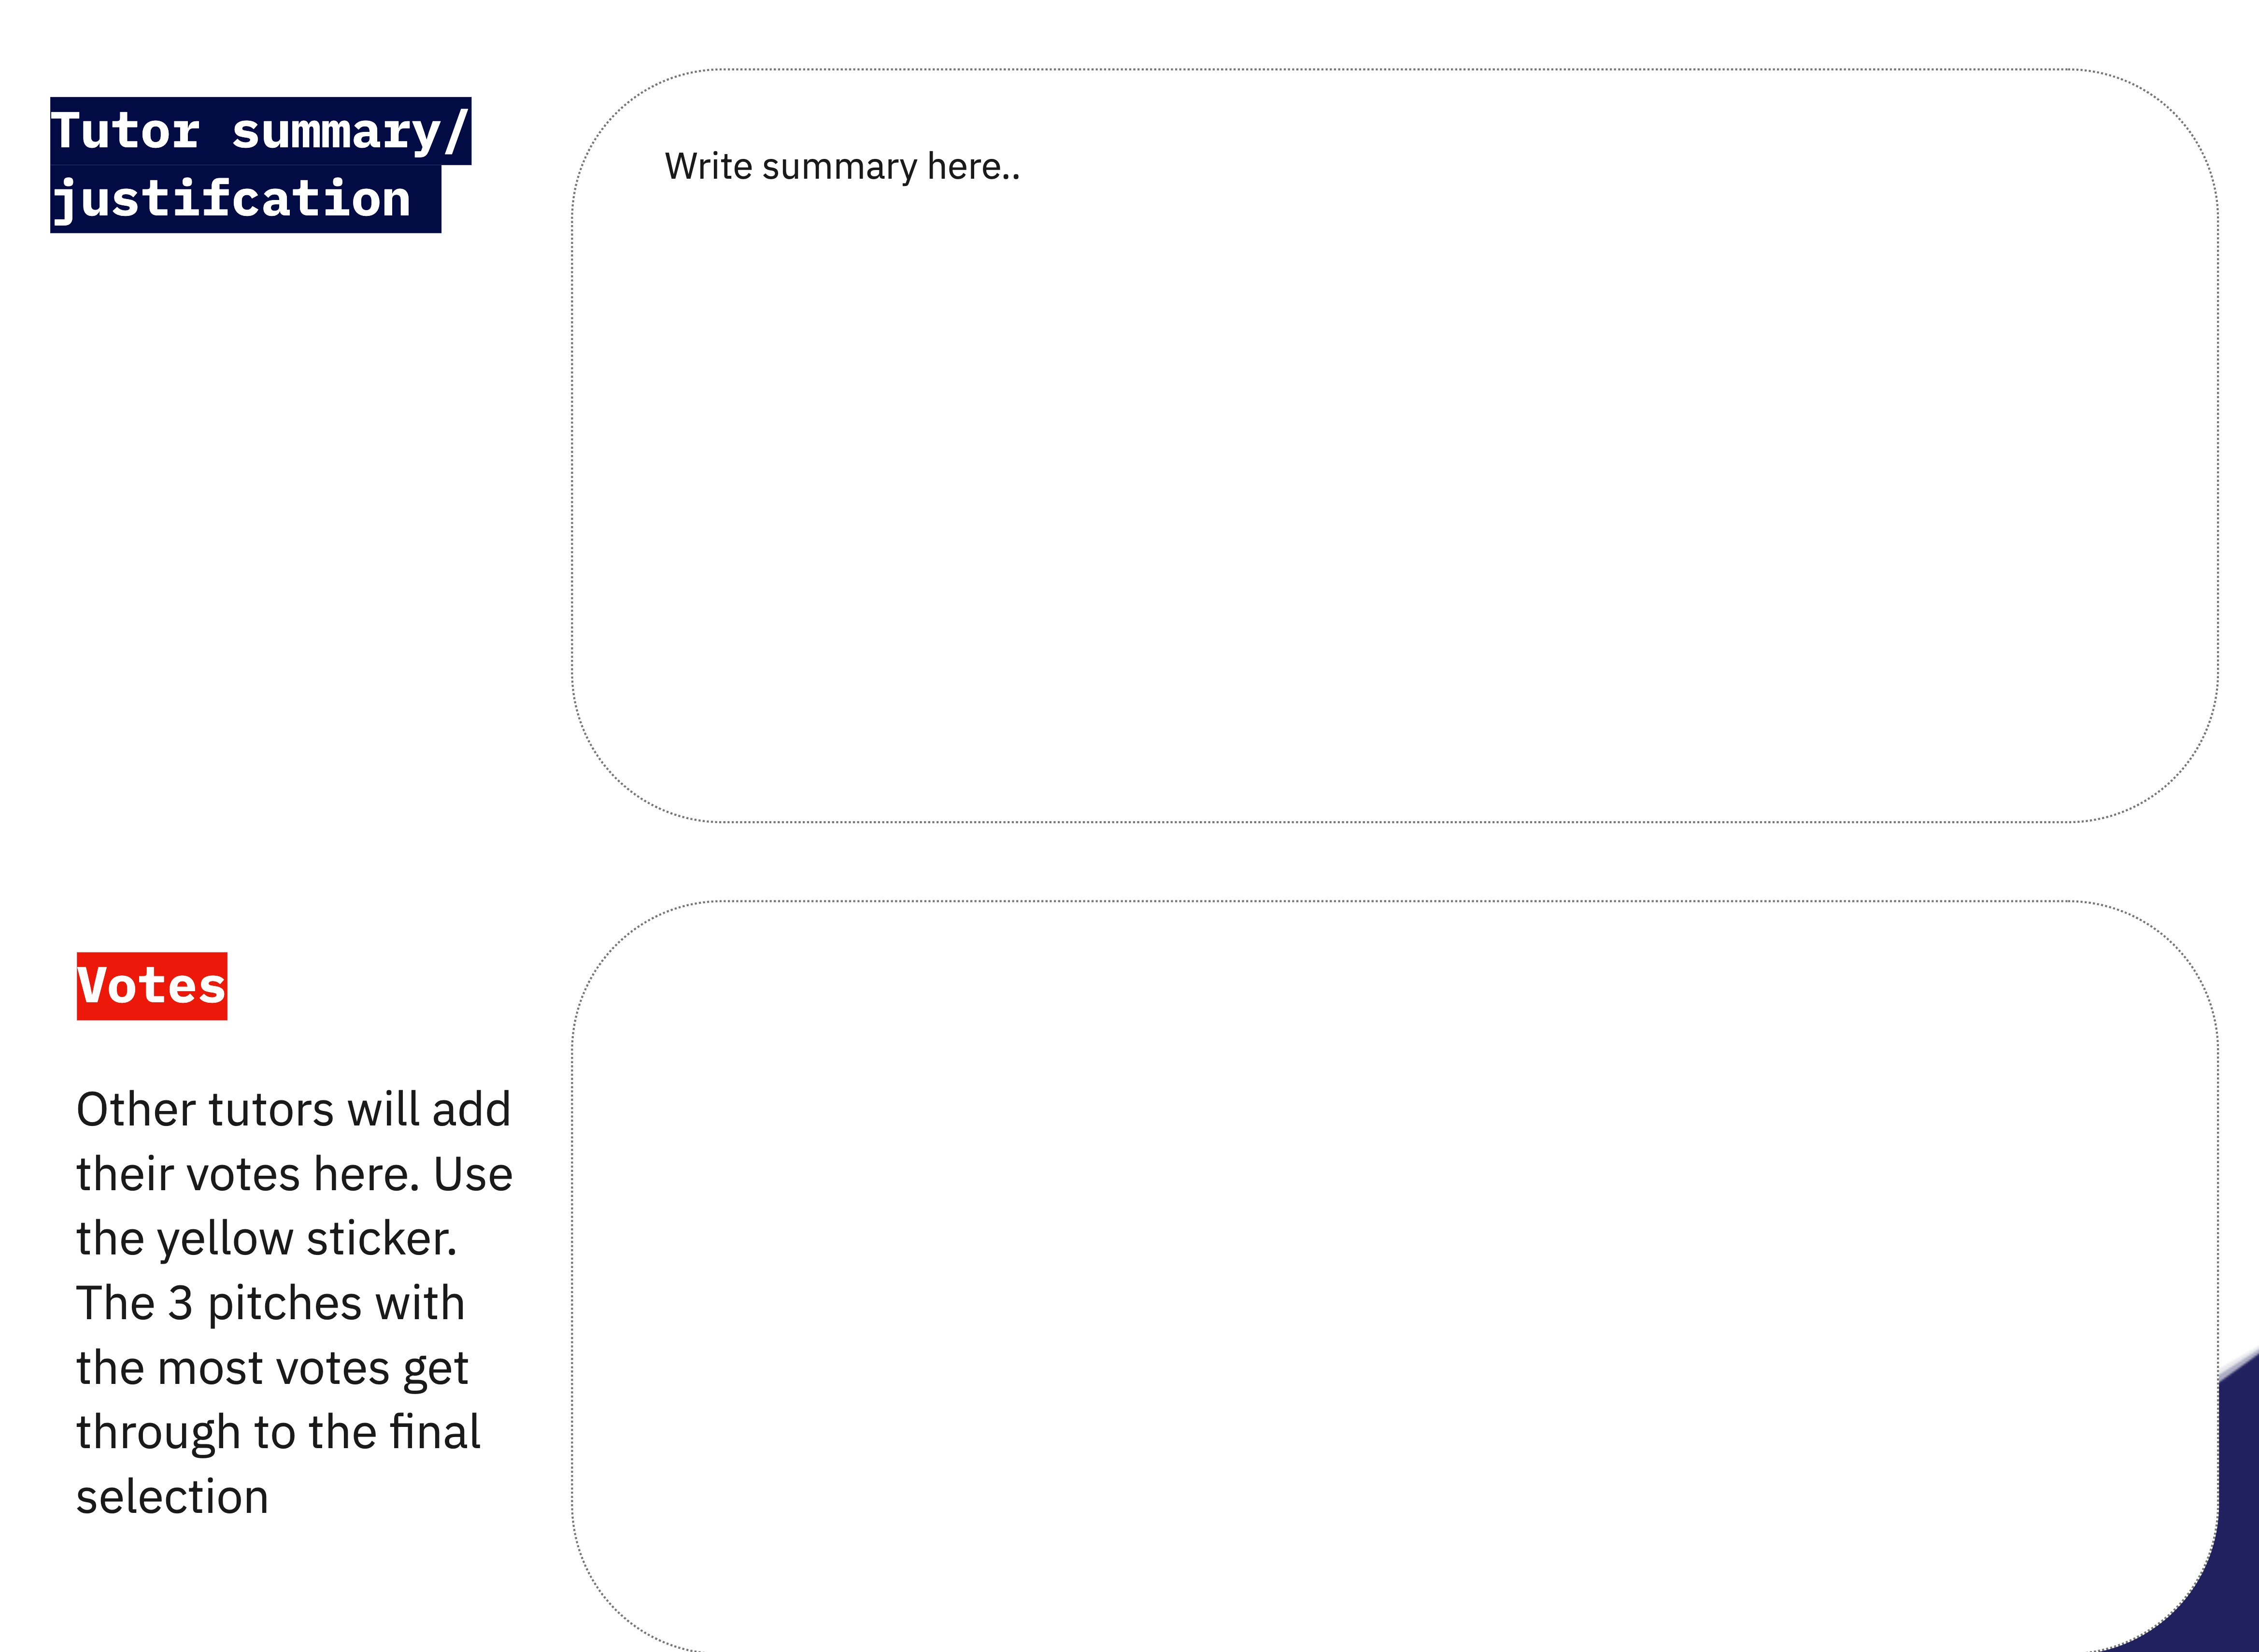 Tutor summary/
justifcation
Write summary here..
Votes
Other tutors will add
their votes here. Use
the yellow sticker.
The 3 pitches with
the most votes get
through to the final
selection